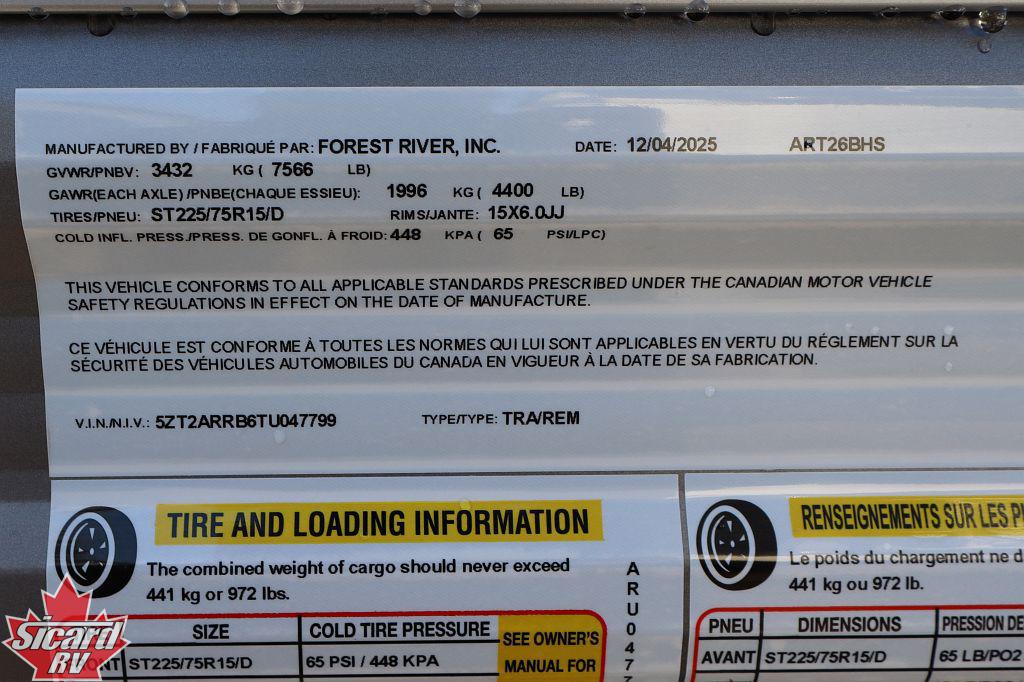 MANUFACTURED BY / FABRIQUÉ PAR: FOREST RIVER, INC. DATE: 12/04/2025 ART26BHS
GVWR/PNBV: 3432 KG ( 7566 LB)
GAWR(EACH AXLE) /PNBE(CHAQUE ESSIEU): 1996 KG ( 4400 LB)
TIRES/PNEU: ST225/75R15/D RIMS/JANTE: 15X6.0JJ
COLD INFL. PRESS./PRESS. DE GONFL. À FROID: 448 KPA ( 65 PSI/LPC)
THIS VEHICLE CONFORMS TO ALL APPLICABLE STANDARDS PRESCRIBED UNDER THE CANADIAN MOTOR VEHICLE
SAFETY REGULATIONS IN EFFECT ON THE DATE OF MANUFACTURE.
CE VÉHICULE EST CONFORME À TOUTES LES NORMES QUI LUI SONT APPLICABLES EN VERTU DU RÉGLEMENT SUR LA
SÉCURITÉ DES VÉHICULES AUTOMOBILES DU CANADA EN VIGUEUR À LA DATE DE SA FABRICATION.
V.I.N./N.I.V.: 5ZT2ARRB6TU047799 TYPE/TYPE: TRA/REM
TIRE AND LOADING INFORMATION
The combined weight of cargo should never exceed
441 kg or 972 lbs.
SIZE COLD TIRE PRESSURE SEE OWNER'S
ST225/75R15/D 65 PSI / 448 KPA MANUAL FOR
ARU047
RENSEIGNEMENTS SUR LES
Le poids du chargement ne
441 kg ou 972 lb.
PNEU DIMENSIONS PRESSION DE
AVANT ST225/75R15/D 65 LB/PO2
Sicard
RV